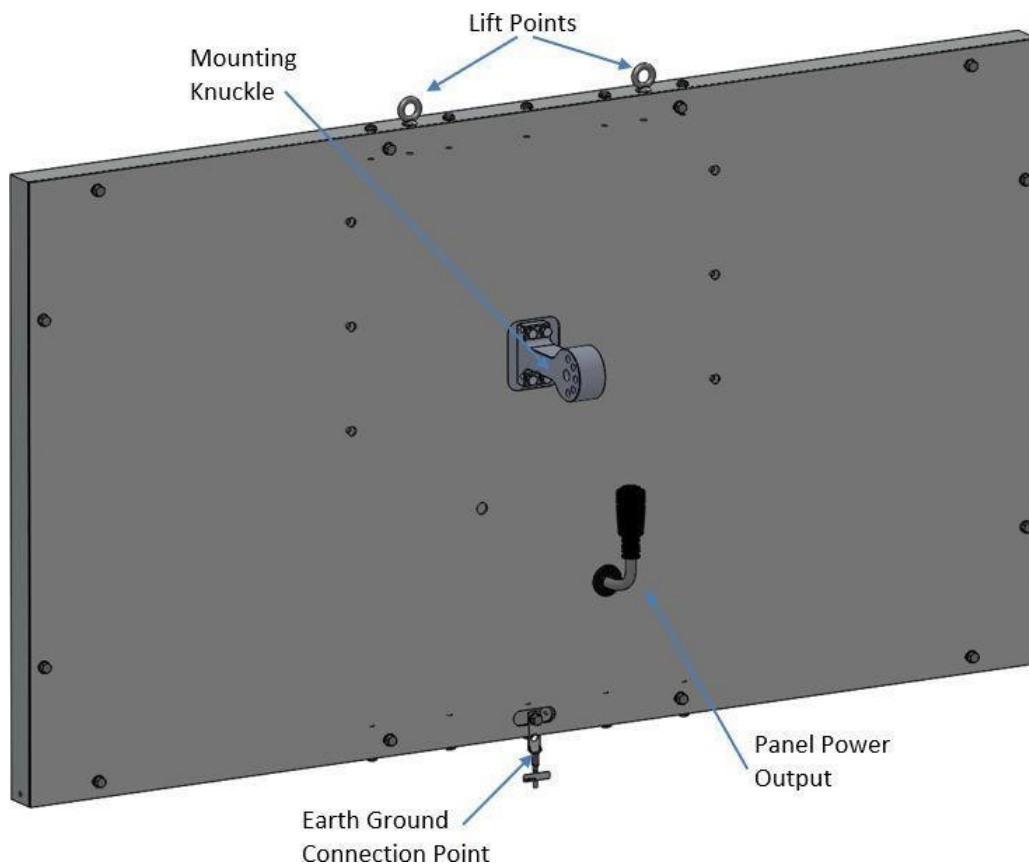 Lift Points
Mounting
Knuckle
Panel Power
Output
Earth Ground
Connection Point